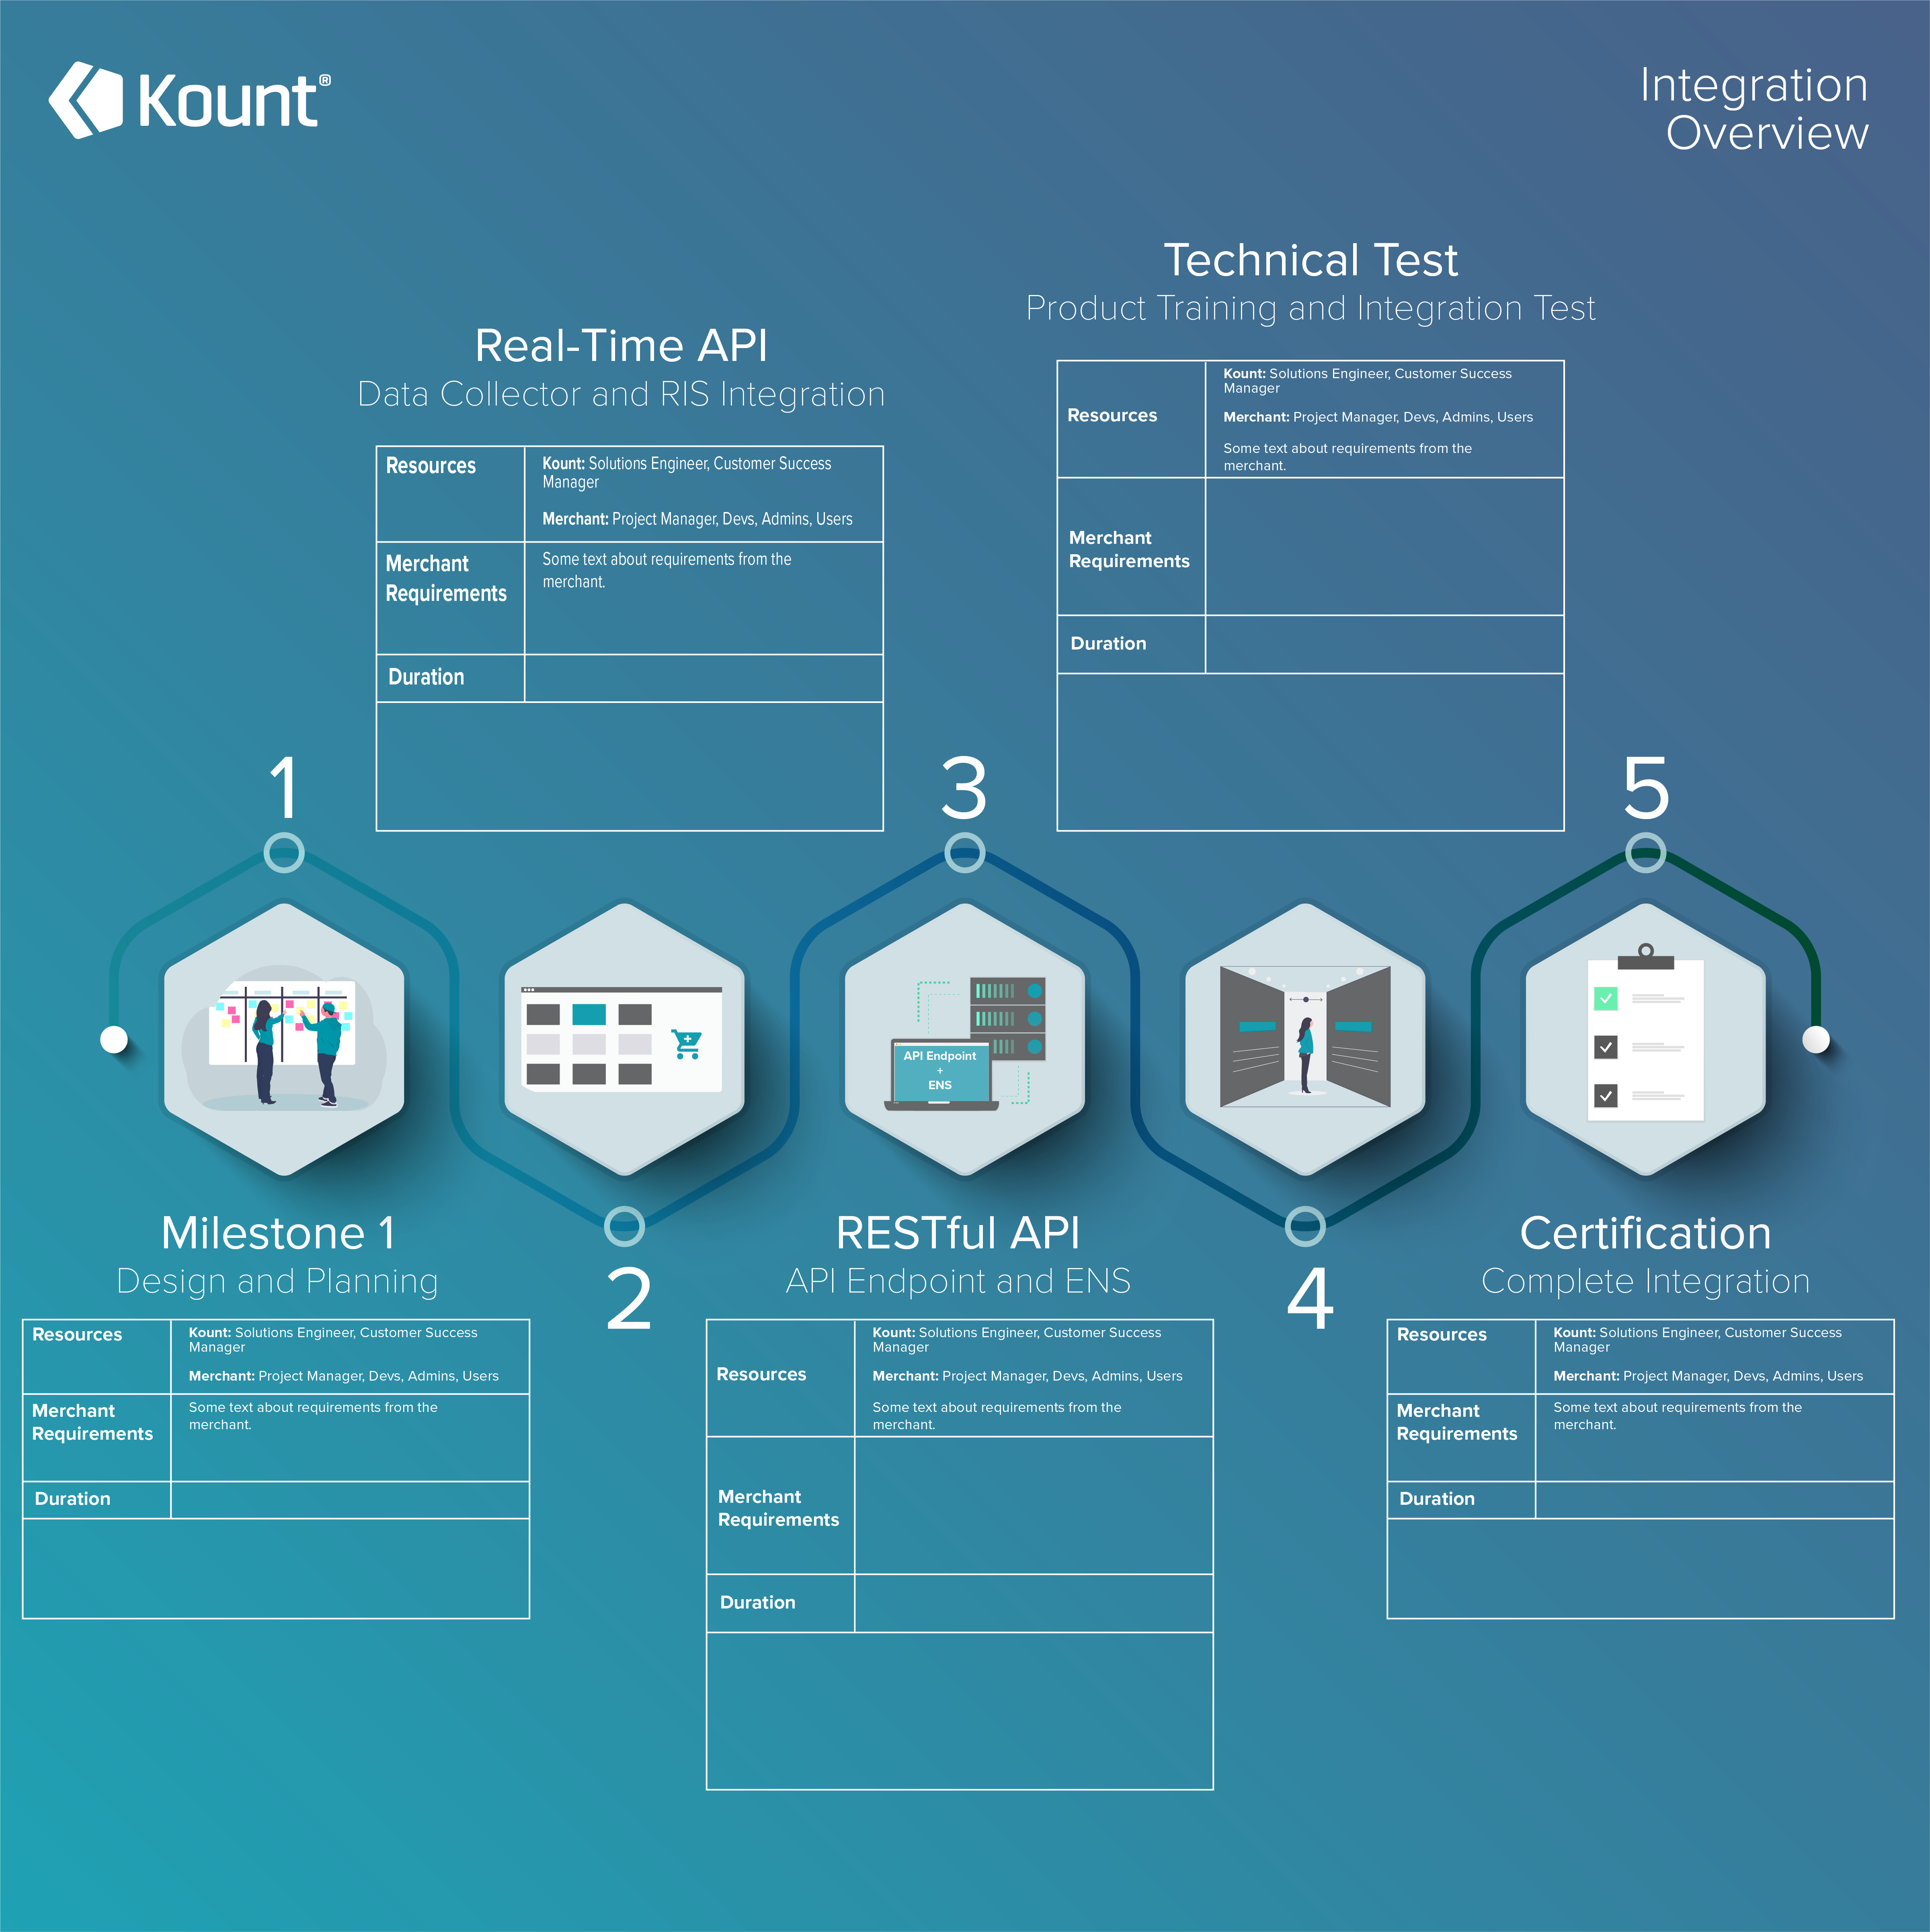 Kount®
Integration
Overview
Technical Test
Product Training and Integration Test
Resources
Kount: Solutions Engineer, Customer Success
Manager
Merchant: Project Manager, Devs, Admins, Users
Some text about requirements from the
merchant.
Merchant
Requirements
Duration
Real-Time API
Data Collector and RIS Integration
Resources
Kount: Solutions Engineer, Customer Success
Manager
Merchant: Project Manager, Devs, Admins, Users
Merchant
Requirements
Some text about requirements from the
merchant.
Duration
1
3
5
API Endpoint
+
ENS
Milestone 1
Design and Planning
Resources
Kount: Solutions Engineer, Customer Success
Manager
Merchant: Project Manager, Devs, Admins, Users
Merchant
Requirements
Some text about requirements from the
merchant.
Duration
2
RESTful API
API Endpoint and ENS
Resources
Kount: Solutions Engineer, Customer Success
Manager
Merchant: Project Manager, Devs, Admins, Users
Some text about requirements from the
merchant.
Merchant
Requirements
Duration
4
Certification
Complete Integration
Resources
Kount: Solutions Engineer, Customer Success
Manager
Merchant: Project Manager, Devs, Admins, Users
Merchant
Requirements
Some text about requirements from the
merchant.
Duration